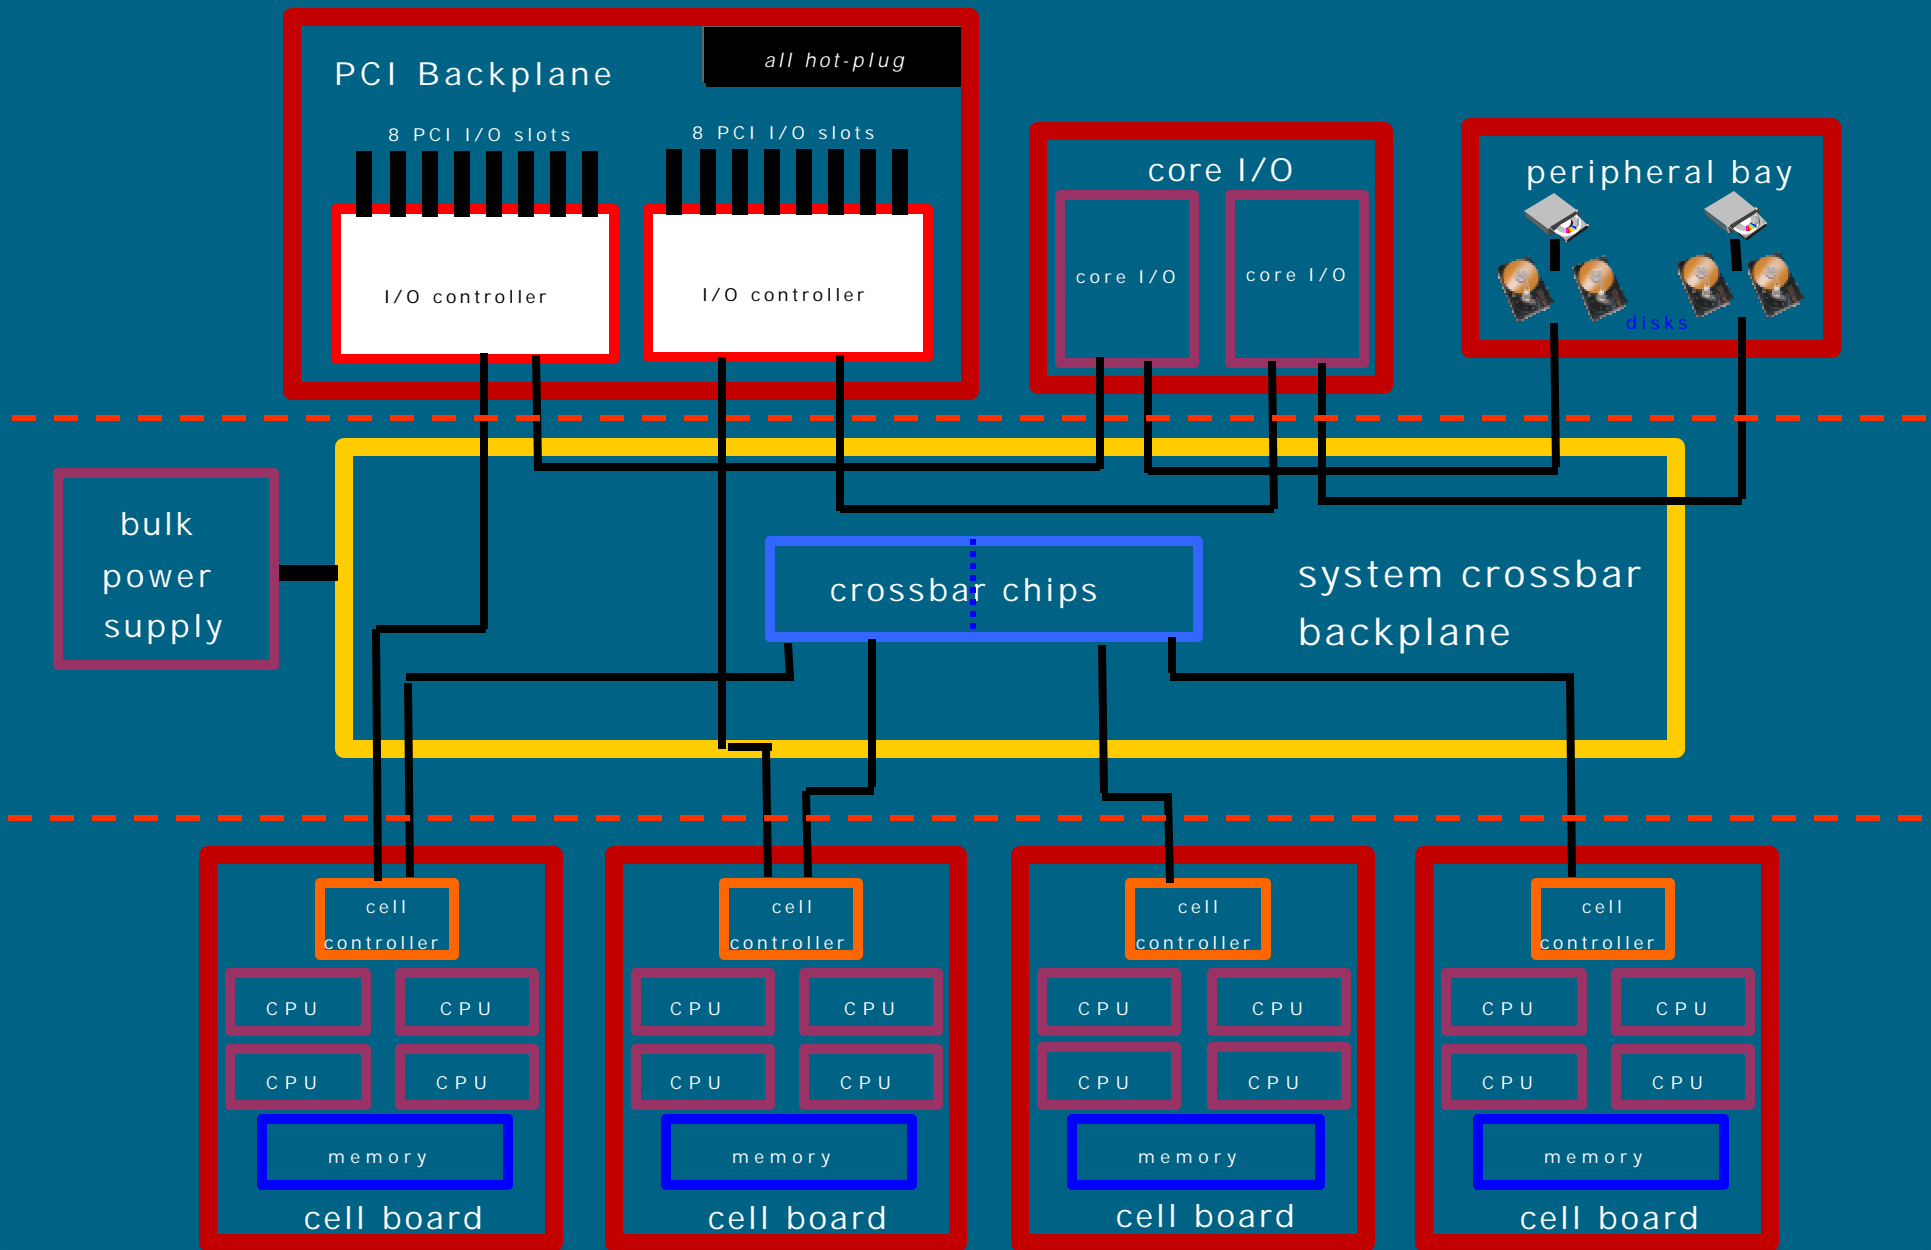 all hot-plug
PCI Backplane
8 PCI I/O slots
8 PCI I/O slots
I/O controller
I/O controller
core I/O
core I/O
core I/O
peripheral bay
disks
bulk
power
supply
crossbar chips
system crossbar
backplane
cell
controller
CPU
CPU
CPU
CPU
memory
cell board
cell
controller
CPU
CPU
CPU
CPU
memory
cell board
cell
controller
CPU
CPU
CPU
CPU
memory
cell board
cell
controller
CPU
CPU
CPU
CPU
memory
cell board